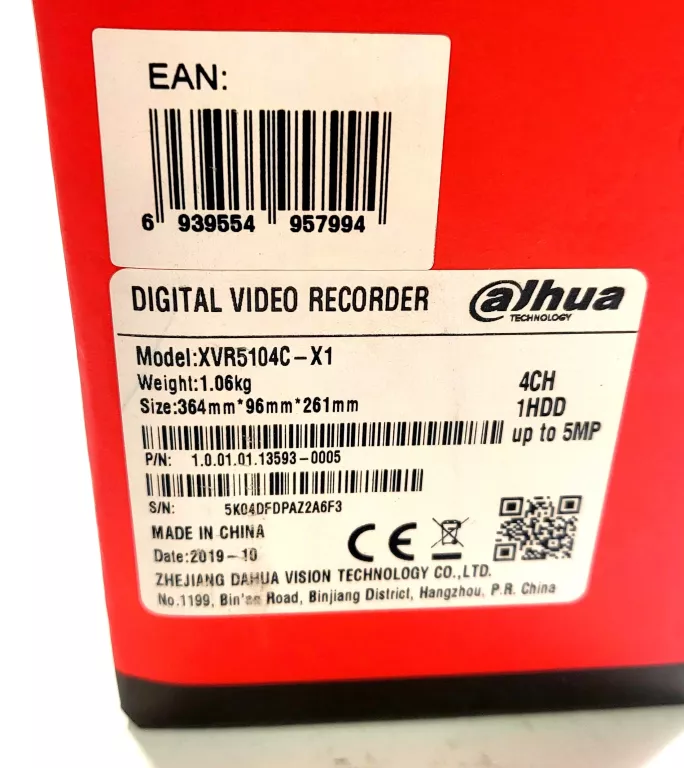 EAN:
6 939554 957994
DIGITAL VIDEO RECORDER
alhua
TECHNOLOGY
Model:XVR5104C-X1
Weight:1.06kg
4CH
Size:364mm*96mm*261mm
1HDD
up to 5MP
P/N: 1.0.01.01.13593-0005
S/N: 5K04DFDPAZ2A6F3
MADE IN CHINA
CE
Date:2019-10
ZHEJIANG DAHUA VISION TECHNOLOGY CO.,LTD.
No.1199, Bin'an Road, Binjiang District, Hangzhou, P.R. China